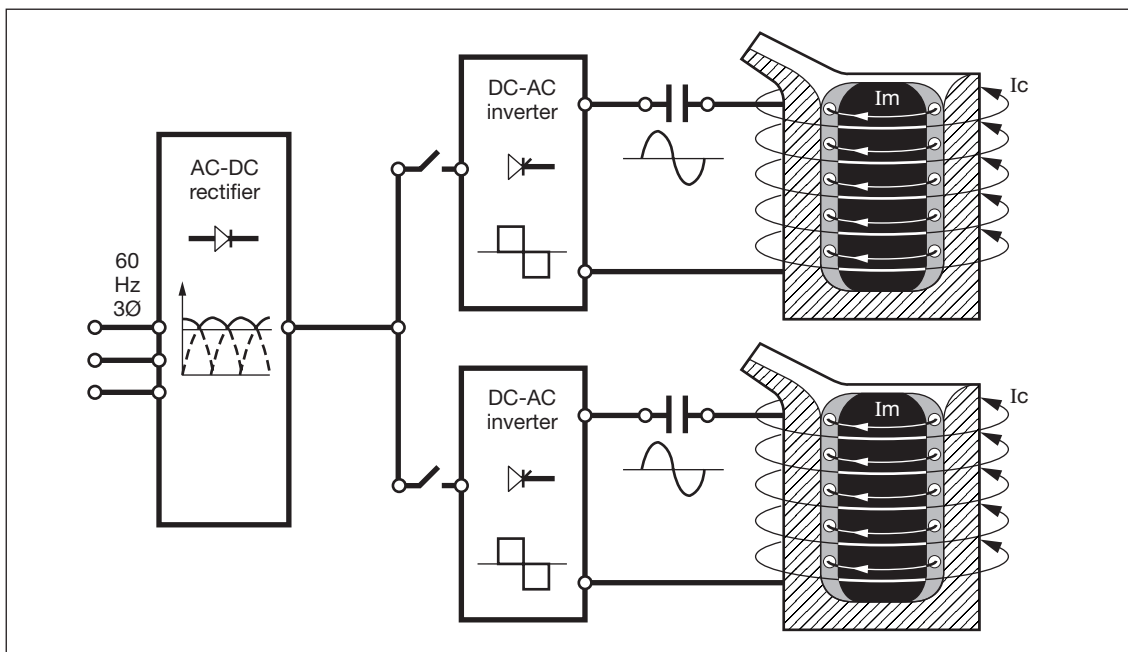 AC-DC
rectifier
60
Hz
3Ø
DC-AC
inverter
Im
Ic
DC-AC
inverter
Im
Ic